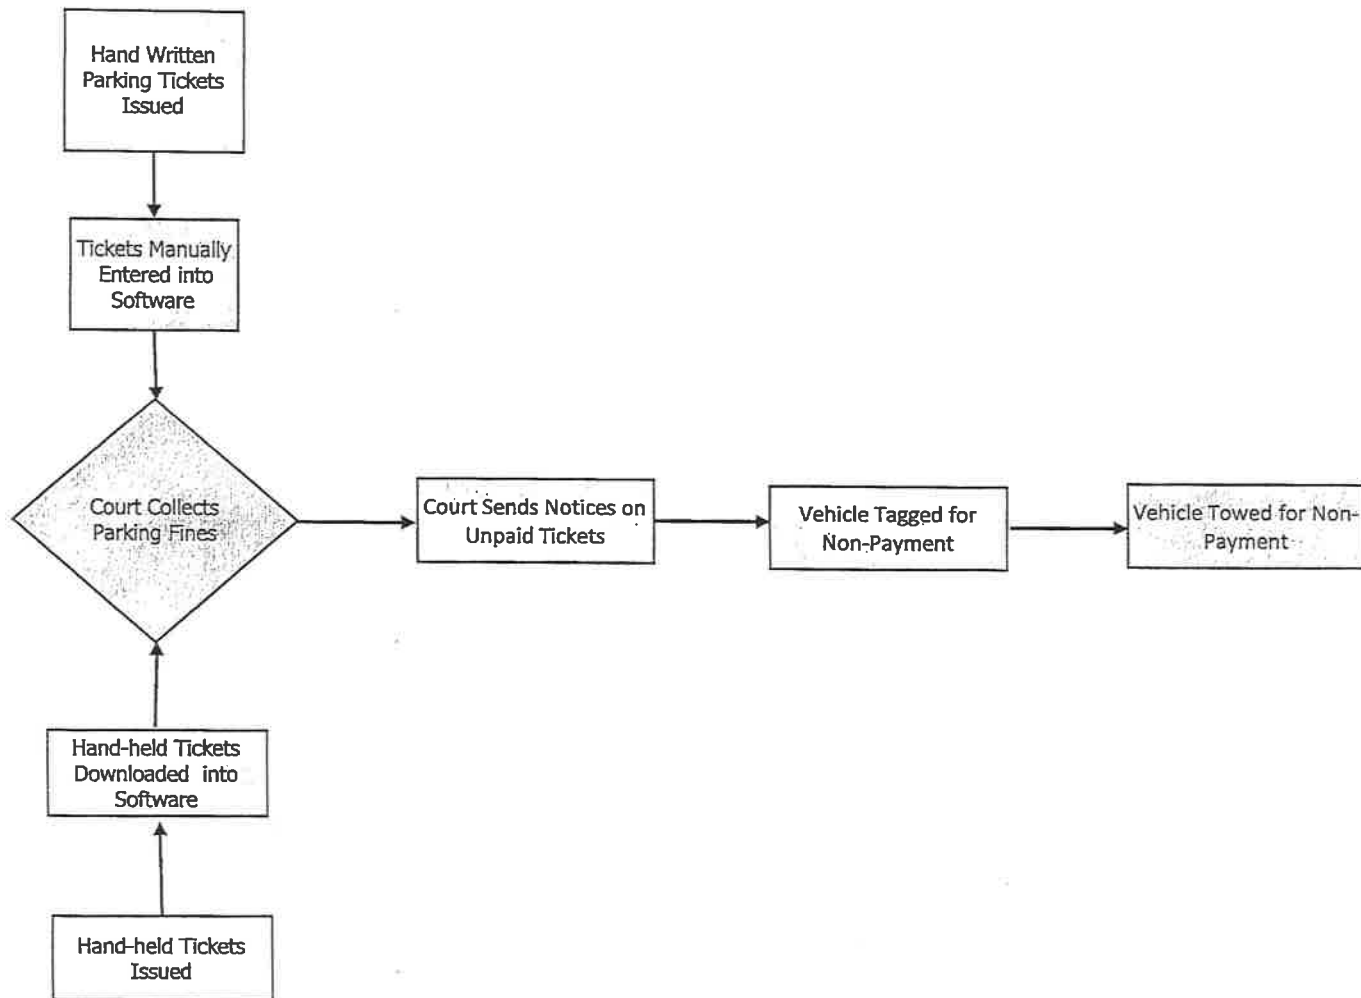 Hand Written
Parking Tickets
Issued
Tickets Manually
Entered into
Software
Court Collects
Parking Fines
Court Sends Notices on
Unpaid Tickets
Vehicle Tagged for
Non-Payment
Vehicle Towed for Non-
Payment
Hand-held Tickets
Downloaded into
Software
Hand-held Tickets
Issued